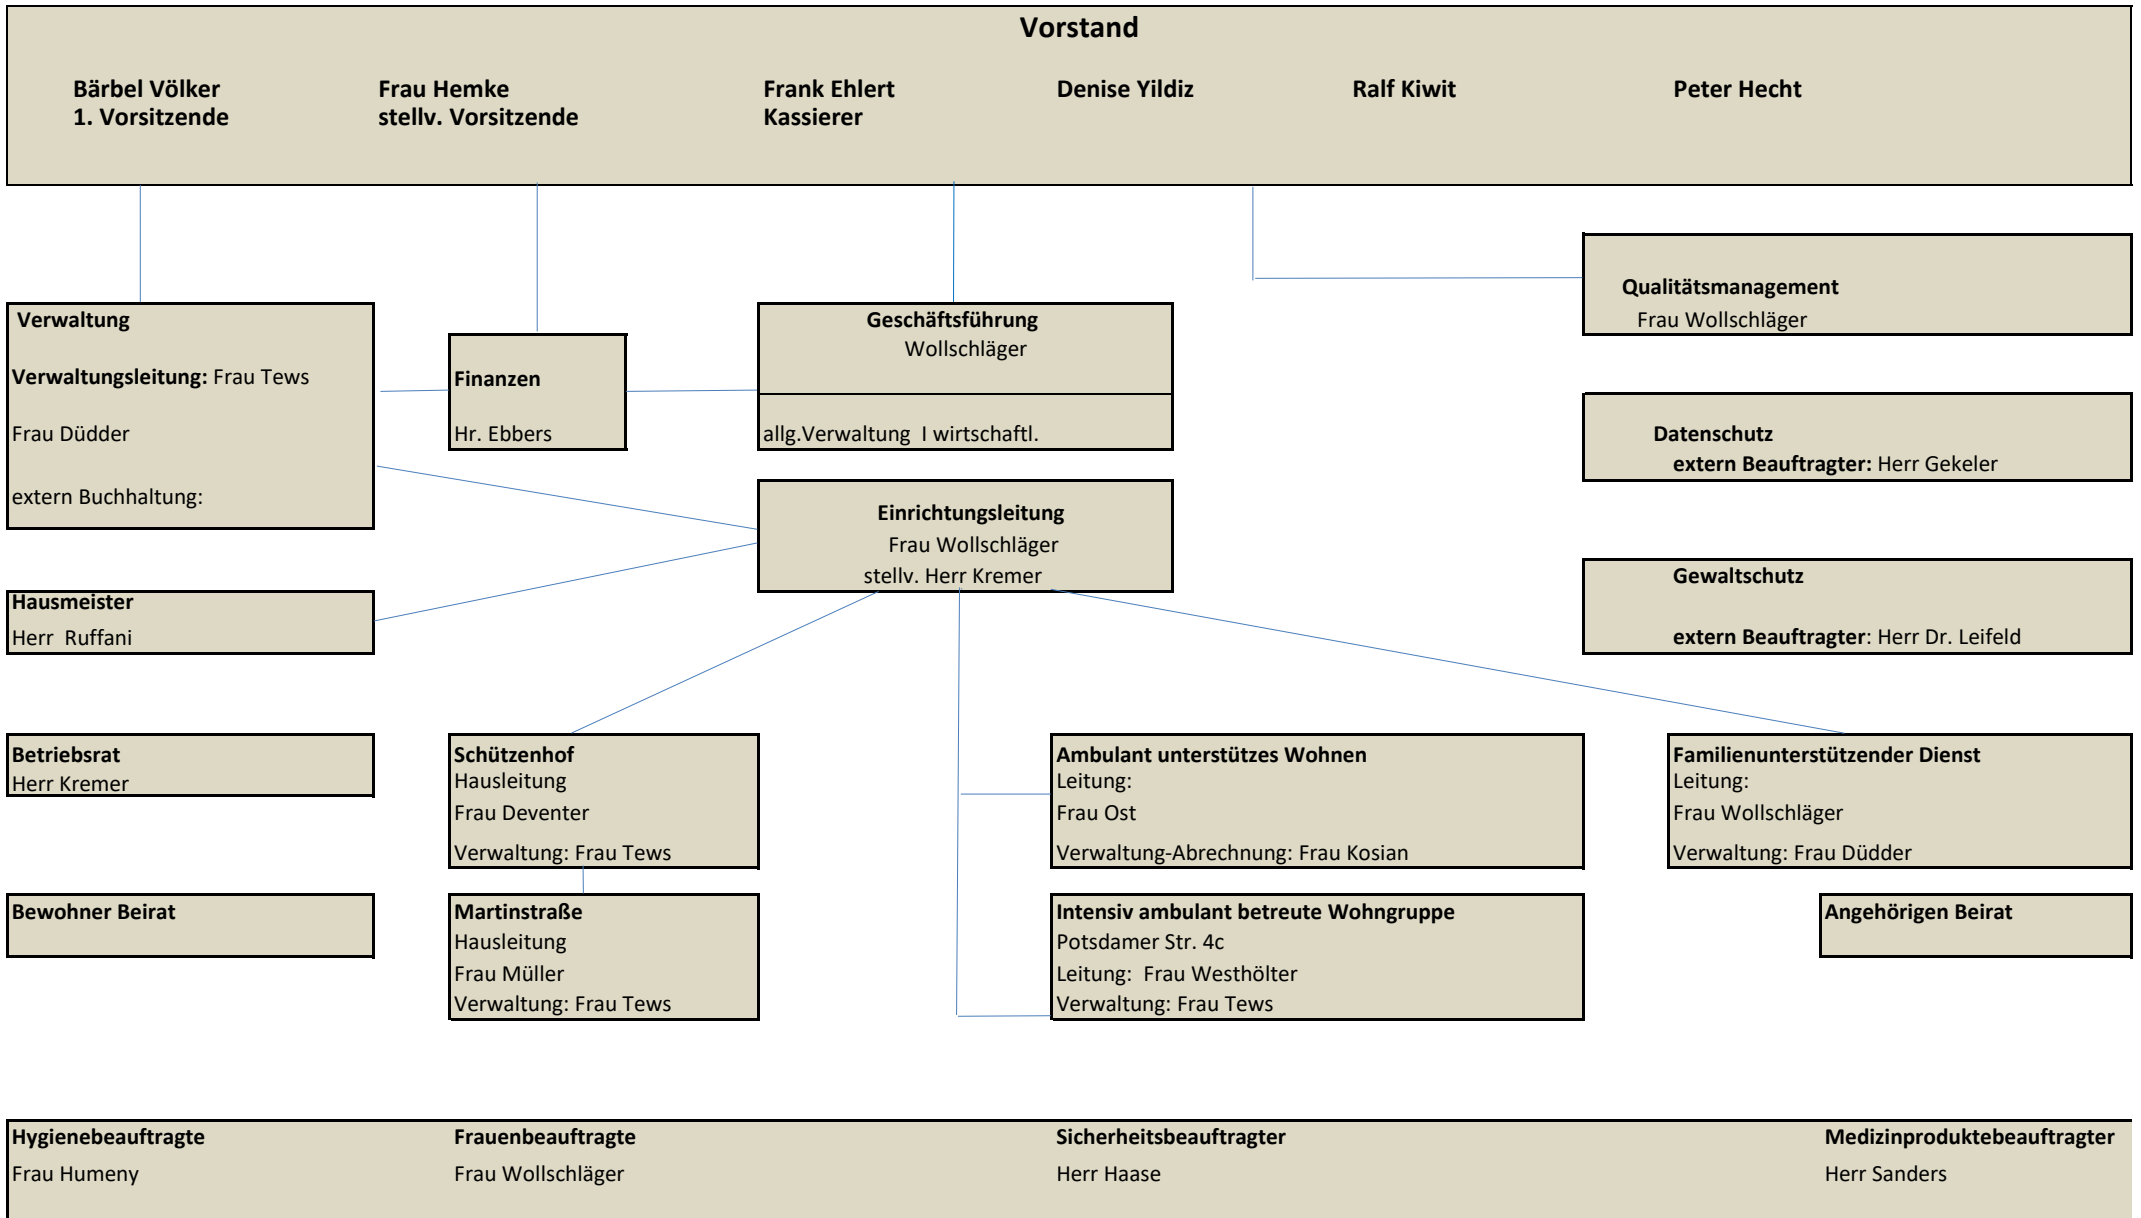 Vorstand
Bärbel Völker
1. Vorsitzende
Frau Hemke
stellv. Vorsitzende
Frank Ehlert
Kassierer
Denise Yildiz
Ralf Kiwit
Peter Hecht
Qualitätsmanagement
Frau Wollschläger
Verwaltung
Verwaltungsleitung: Frau Tews
Frau Düdder
extern Buchhaltung:
Finanzen
Hr. Ebbers
Geschäftsführung
Wollschläger
allg.Verwaltung I wirtschaftl.
Datenschutz
extern Beauftragter: Herr Gekeler
Einrichtungsleitung
Frau Wollschläger
stellv. Herr Kremer
Gewaltschutz
extern Beauftragter: Herr Dr. Leifeld
Hausmeister
Herr Ruffani
Betriebsrat
Herr Kremer
Schützenhof
Hausleitung
Frau Deventer
Verwaltung: Frau Tews
Ambulant unterstützes Wohnen
Leitung:
Frau Ost
Verwaltung-Abrechnung: Frau Kosian
Familienunterstützender Dienst
Leitung:
Frau Wollschläger
Verwaltung: Frau Düdder
Bewohner Beirat
Martinstraße
Hausleitung
Frau Müller
Verwaltung: Frau Tews
Intensiv ambulant betreute Wohngruppe
Potsdamer Str. 4c
Leitung: Frau Westhölter
Verwaltung: Frau Tews
Angehörigen Beirat
Hygienebeauftragte
Frau Humeny
Frauenbeauftragte
Frau Wollschläger
Sicherheitsbeauftragter
Herr Haase
Medizinproduktebeauftragter
Herr Sanders